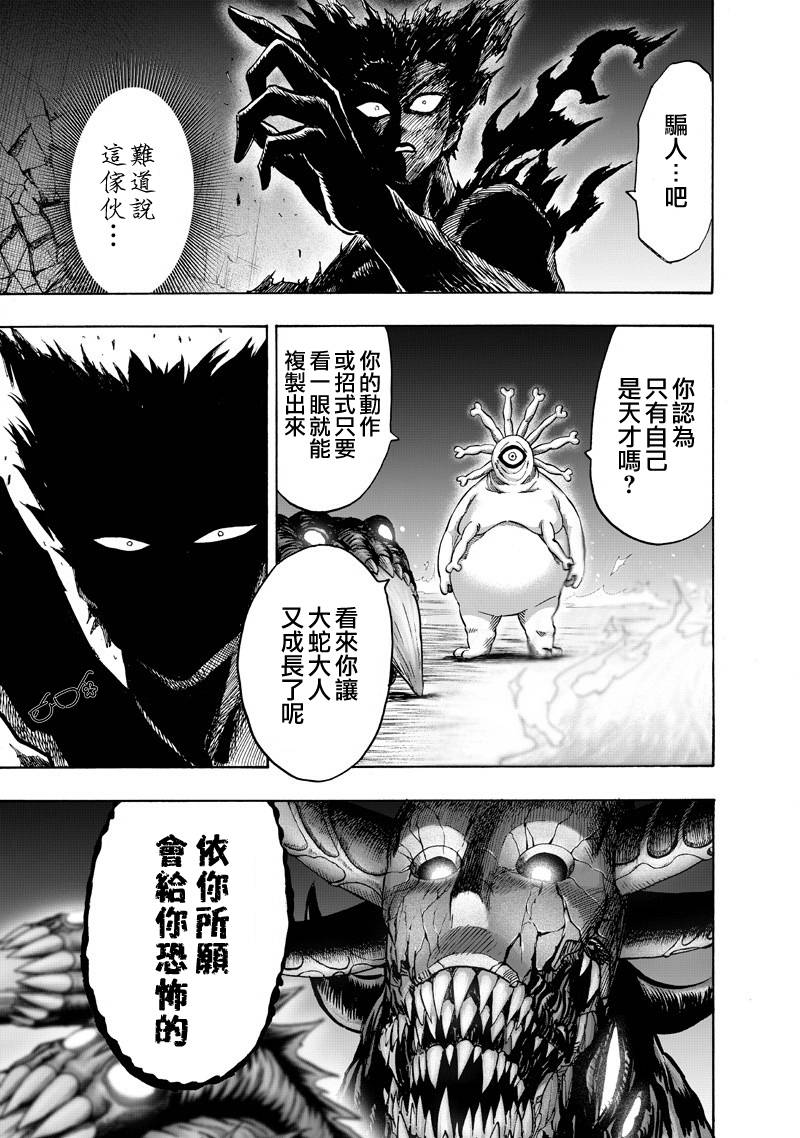 騙人…吧
難道說
這傢伙…
你認為
只有自己
是天才嗎？
你的動作
或招式只要
看一眼就能
複製出來
看來你讓
大蛇大人
又成長了呢
依你所願
會給你恐怖的